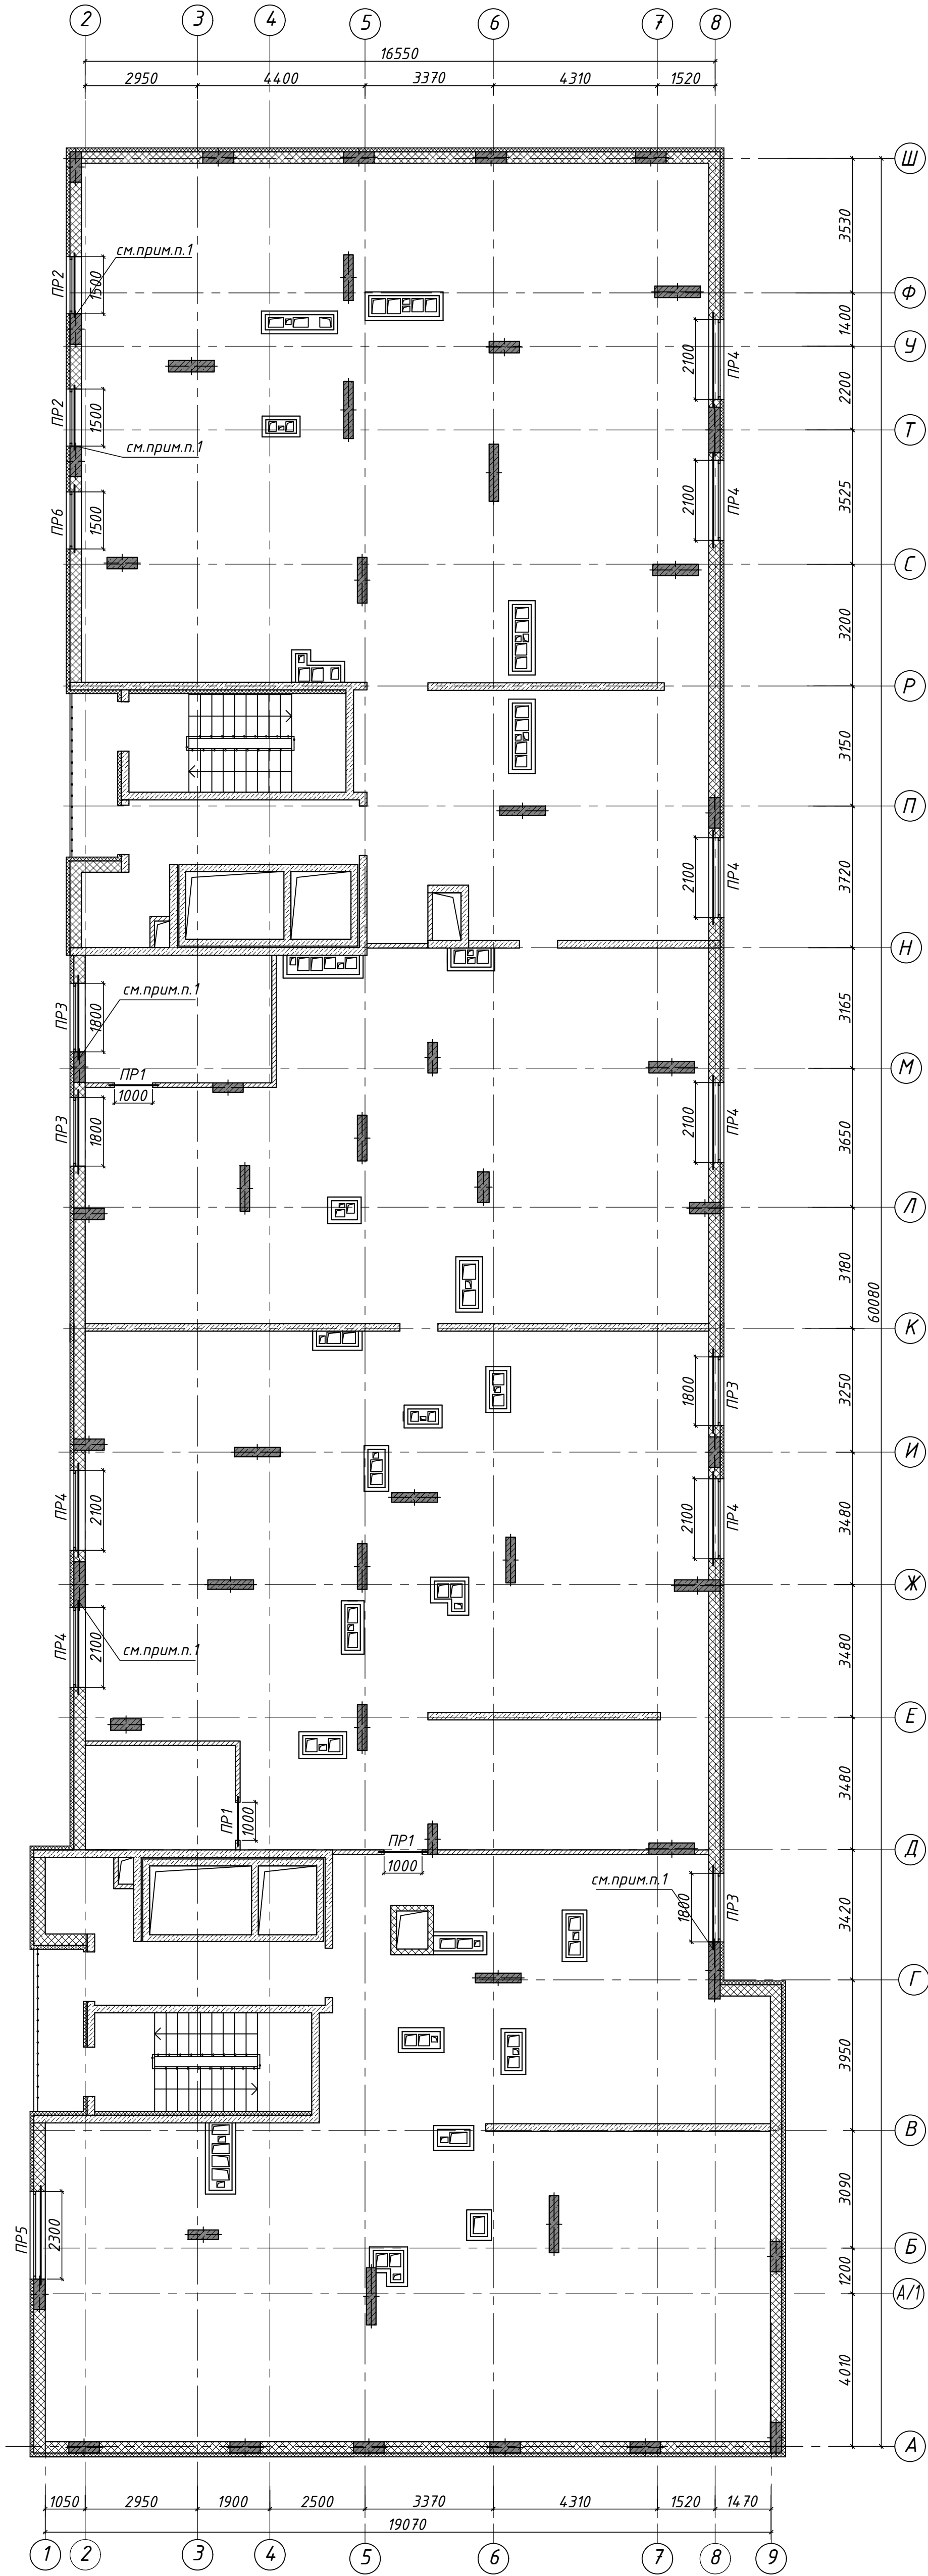 2 3 4 5 6 7 8
16550
2950 4400 3370 4310 1520
Ш
3530
см.прим.п.1
ПР2 1500
Ф
1400
У
2100 ПР4
2200
ПР2 1500
Т
см.прим.п.1
3525
2100 ПР4
ПР6 1500
С
3200
Р
3150
П
3720
2100 ПР4
Н
3165
см.прим.п.1
ПР3 1800
М
ПР1
1000
3650
2100 ПР4
ПР3 1800
Л
3180
60080
К
3250
1800 ПР3
И
3480
ПР4 2100
2100 ПР4
Ж
3480
ПР4 2100
см.прим.п.1
Е
3480
ПР1 1000
ПР1
1000
Д
см.прим.п.1
3420
1800 ПР3
Г
3950
В
3090
ПР5 2300
Б
1200
А/1
4010
А
1050 2950 1900 2500 3370 4310 1520 1470
19070
1 2 3 4 5 6 7 8 9